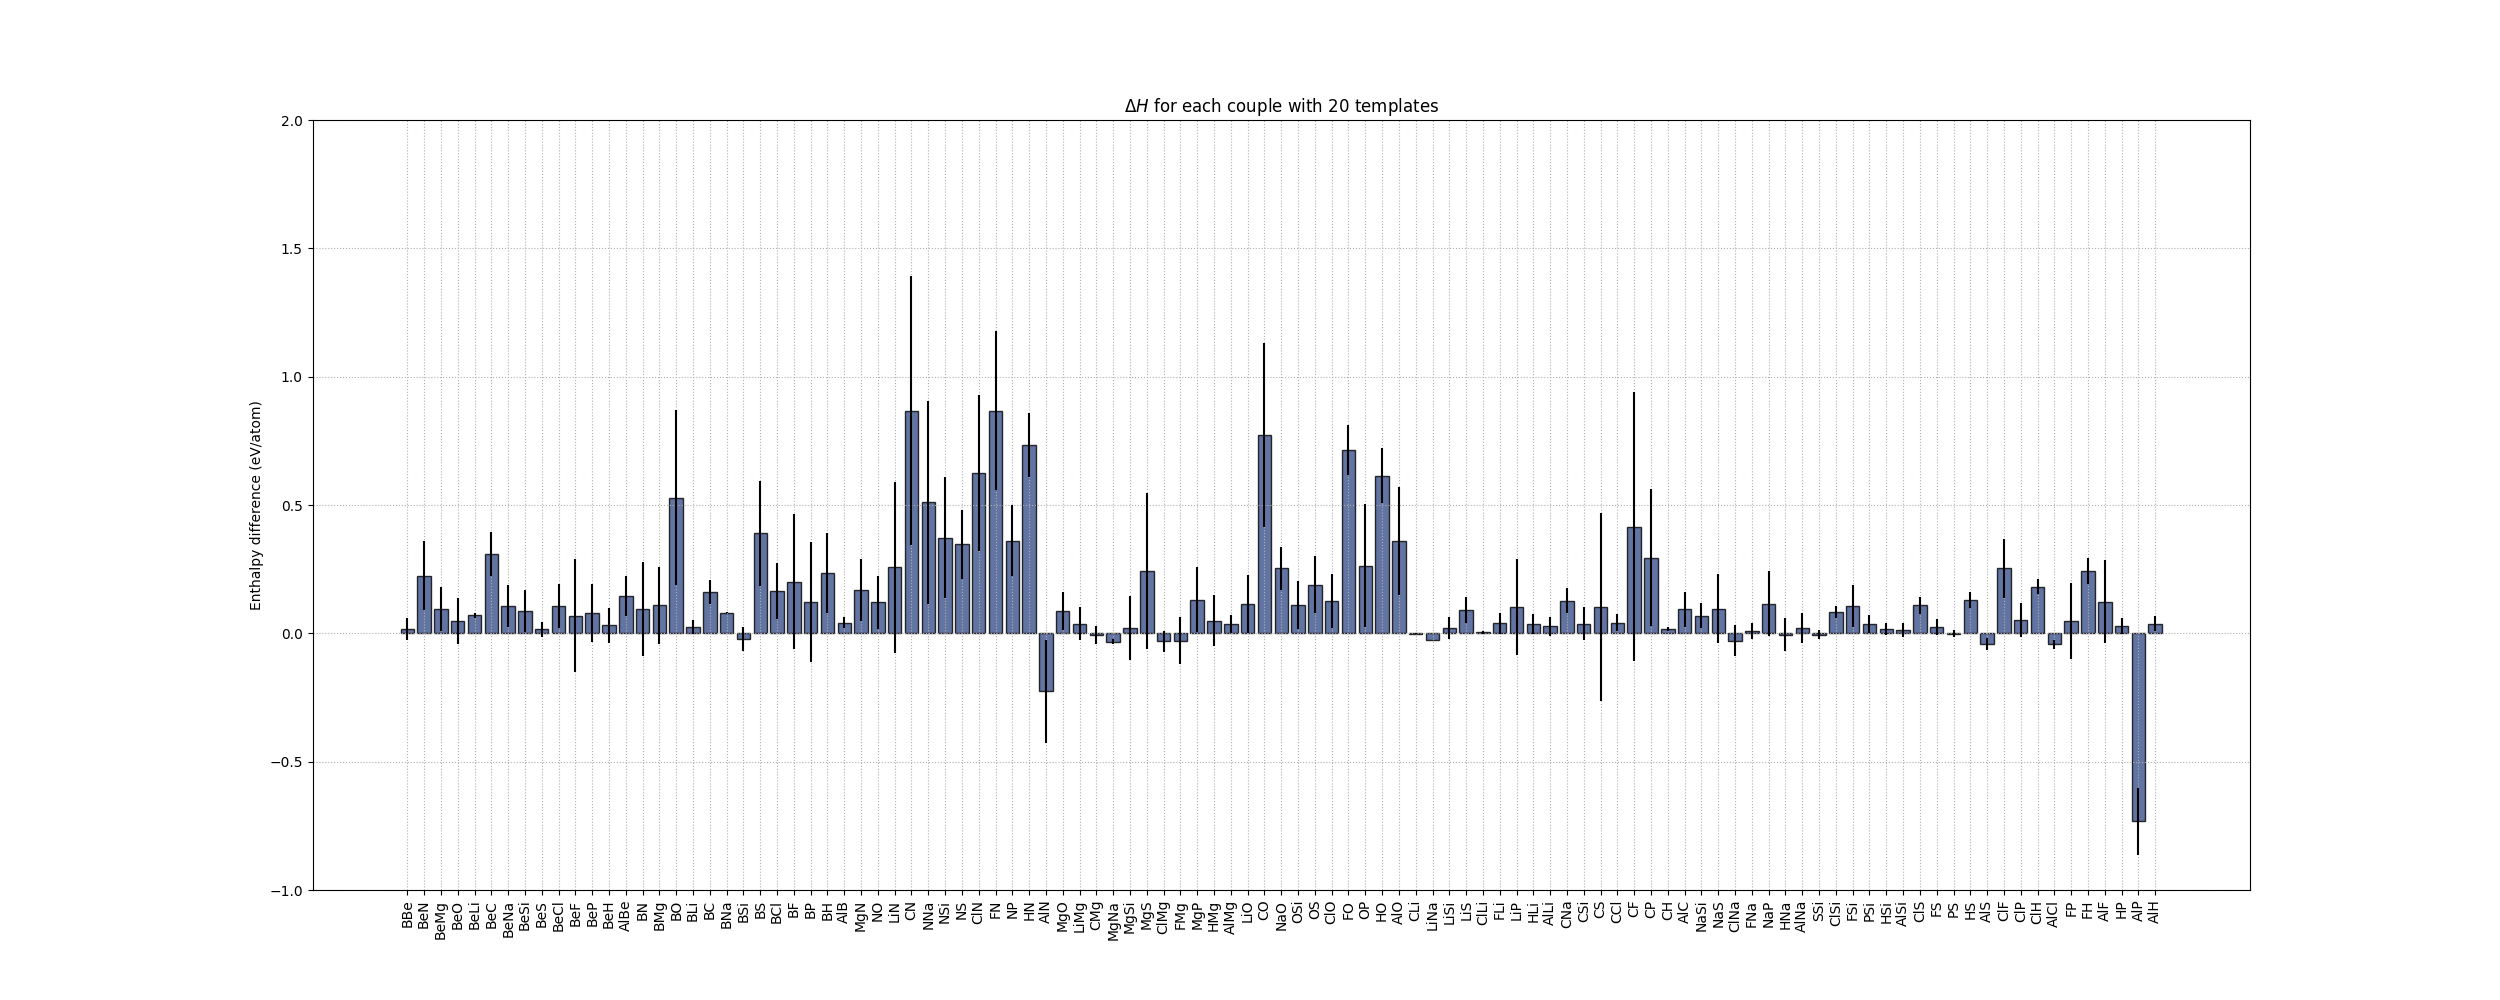 ΔH for each couple with 20 templates
Enthalpy difference (eV/atom)
2.0
1.5
1.0
0.5
0.0
−0.5
−1.0
BBe
BeN
BeMg
BeO
BeLi
BeC
BeNa
BeSi
BeS
BeCl
BeF
BeP
BeH
AlBe
BN
BMg
BO
BLi
BC
BNa
BSi
BS
BCl
BF
BP
BH
AlB
MgN
NO
LiN
CN
NNa
NSi
NS
ClN
FN
NP
HN
AlN
MgO
LiMg
CMg
MgNa
MgSi
MgS
ClMg
FMg
MgP
HMg
AlMg
LiO
CO
NaO
OSi
OS
ClO
FO
OP
HO
AlO
CLi
LiNa
LiSi
LiS
ClLi
FLi
LiP
HLi
AlLi
CNa
CSi
CS
CCl
CF
CP
CH
AlC
NaSi
NaS
ClNa
FNa
NaP
HNa
AlNa
SSi
ClSi
FSi
PSi
HSi
AlSi
ClS
FS
PS
HS
AlS
ClF
ClP
ClH
AlCl
FP
FH
AlF
HP
AlP
AlH